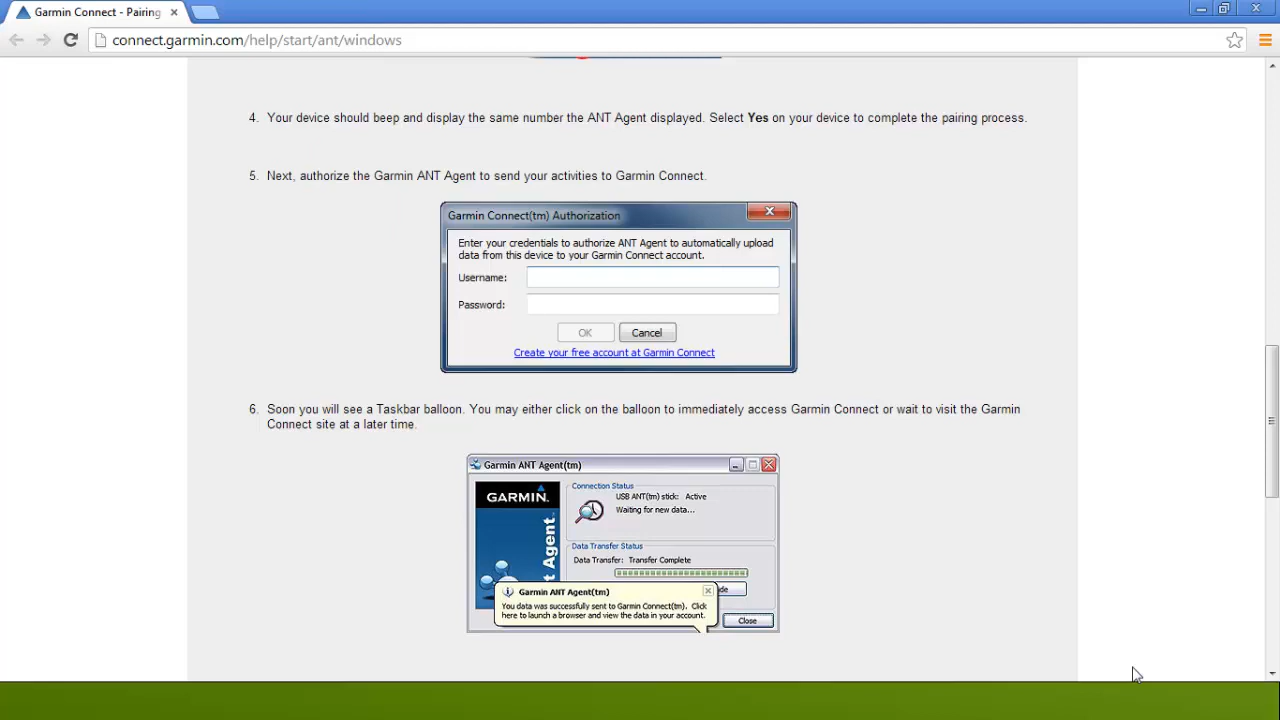 Garmin Connect - Pairing
connect.garmin.com/help/start/ant/windows
4. Your device should beep and display the same number the ANT Agent displayed. Select Yes on your device to complete the pairing process.
5. Next, authorize the Garmin ANT Agent to send your activities to Garmin Connect.
Garmin Connect(tm) Authorization
Enter your credentials to authorize ANT Agent to automatically upload
data from this device to your Garmin Connect account.
Username:
Password:
OK Cancel
Create your free account at Garmin Connect
6. Soon you will see a Taskbar balloon. You may either click on the balloon to immediately access Garmin Connect or wait to visit the Garmin
Connect site at a later time.
Garmin ANT Agent(tm)
GARMIN.
Agent
Connection Status
USB ANT(tm) stick: Active
Waiting for new data...
Data Transfer Status
Data Transfer: Transfer Complete
Garmin ANT Agent(tm)
You data was successfully sent to Garmin Connect(tm). Click
here to launch a browser and view the data in your account.
Close